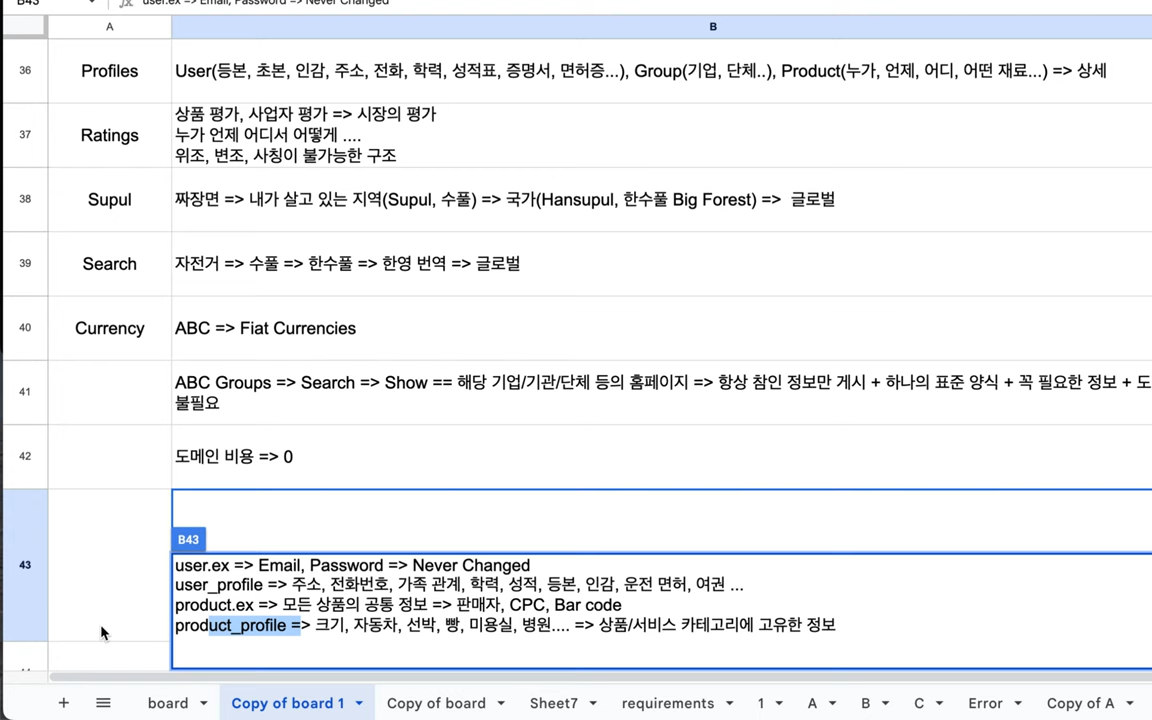 B43
user.ex => Email, Password => Never Changed
A
B
36
Profiles
User(등본, 초본, 인감, 주소, 전화, 학력, 성적표, 증명서, 면허증...), Group(기업, 단체..), Product(누가, 언제, 어디, 어떤 재료...) => 상세
37
Ratings
상품 평가, 사업자 평가 => 시장의 평가
누가 언제 어디서 어떻게 ....
위조, 변조, 사칭이 불가능한 구조
38
Supul
짜장면 => 내가 살고 있는 지역(Supul, 수풀) => 국가(Hansupul, 한수풀 Big Forest) => 글로벌
39
Search
자전거 => 수풀 => 한수풀 => 한영 번역 => 글로벌
40
Currency
ABC => Fiat Currencies
41
ABC Groups => Search => Show == 해당 기업/기관/단체 등의 홈페이지 => 항상 참인 정보만 게시 + 하나의 표준 양식 + 꼭 필요한 정보 + 도
불필요
42
도메인 비용 => 0
43
B43
user.ex => Email, Password => Never Changed
user_profile => 주소, 전화번호, 가족 관계, 학력, 성적, 등본, 인감, 운전 면허, 여권 ...
product.ex => 모든 상품의 공통 정보 => 판매자, CPC, Bar code
product_profile => 크기, 자동차, 선박, 빵, 미용실, 병원.... => 상품/서비스 카테고리에 고유한 정보
board
Copy of board 1
Copy of board
Sheet7
requirements
1
A
B
C
Error
Copy of A